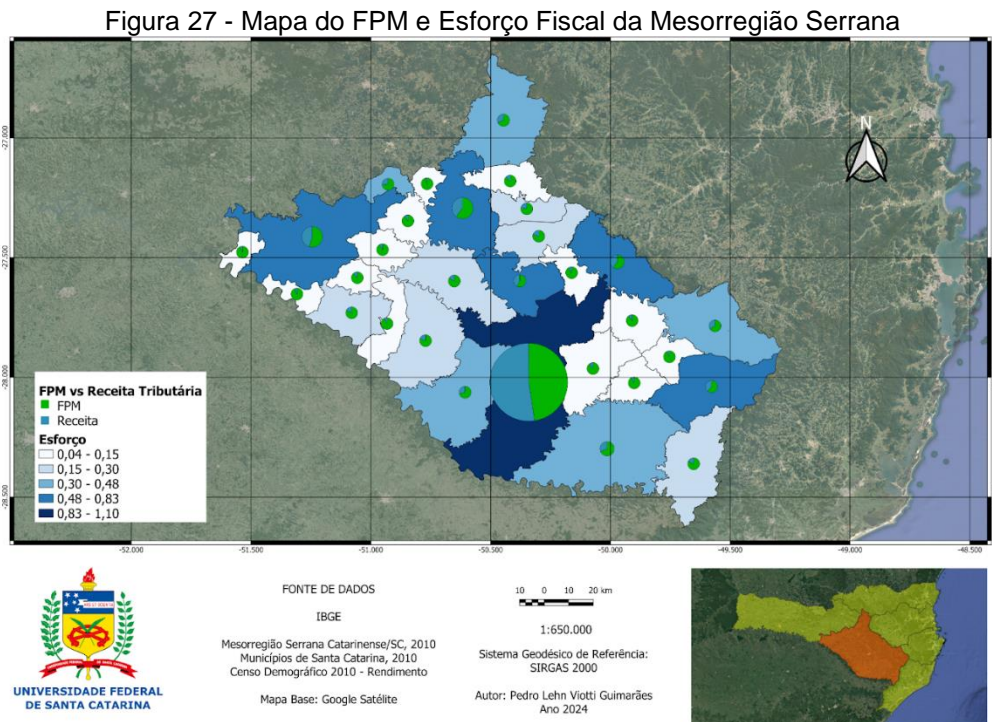 Figura 27 - Mapa do FPM e Esforço Fiscal da Mesorregião Serrana
N
-27.000
-27.500
-28.000
-28.500
FPM vs Receita Tributária
FPM
Receita
Esforço
0,04 - 0,15
0,15 - 0,30
0,30 - 0,48
0,48 - 0,83
0,83 - 1,10
-52.000
-51.500
-51.000
-50.500
-50.000
-49.500
-49.000
-48.500
UNIVERSIDADE FEDERAL
DE SANTA CATARINA
FONTE DE DADOS
IBGE
Mesorregião Serrana Catarinense/SC, 2010
Municípios de Santa Catarina, 2010
Censo Demográfico 2010 - Rendimento
Mapa Base: Google Satélite
10 0 10 20 km
1:650.000
Sistema Geodésico de Referência:
SIRGAS 2000
Autor: Pedro Lehn Viotti Guimarães
Ano 2024